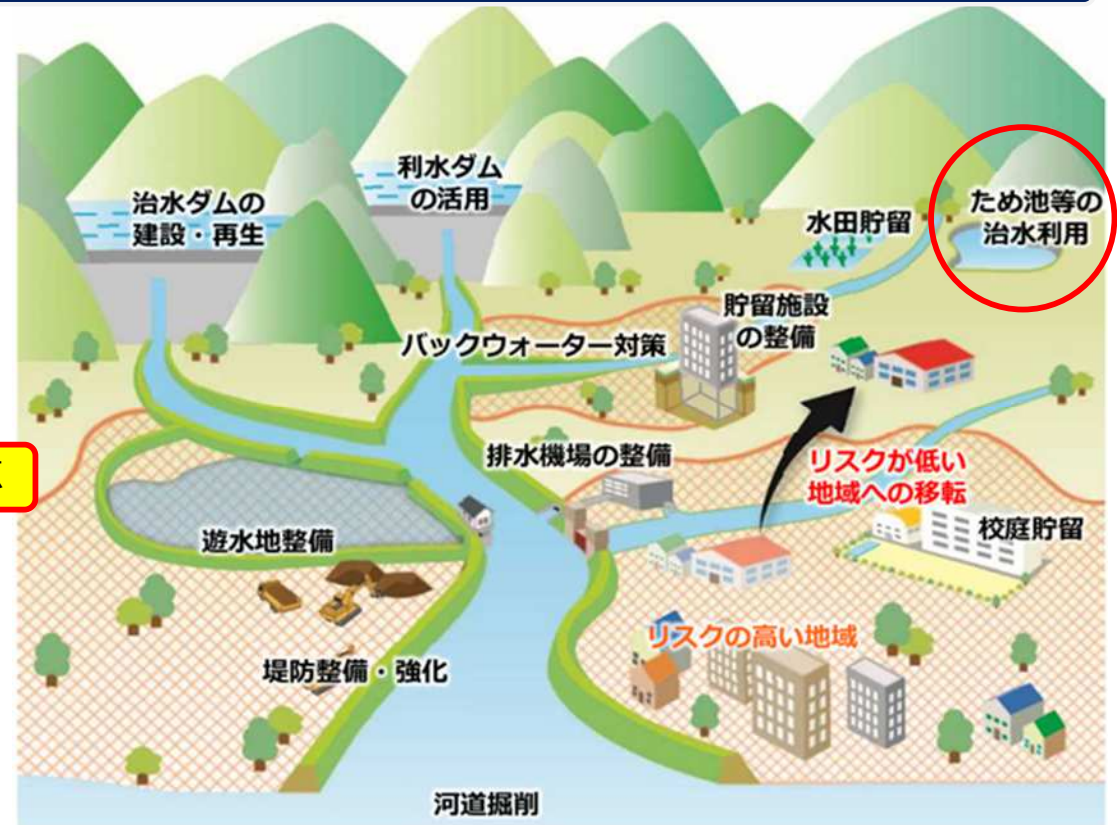 利水ダム
の活用
治水ダムの
建設・再生
ため池等の
治水利用
水田貯留
貯留施設
の整備
バックウォーター対策
排水機場の整備
リスクが低い
地域への移転
校庭貯留
遊水地整備
リスクの高い地域
堤防整備・強化
河道掘削